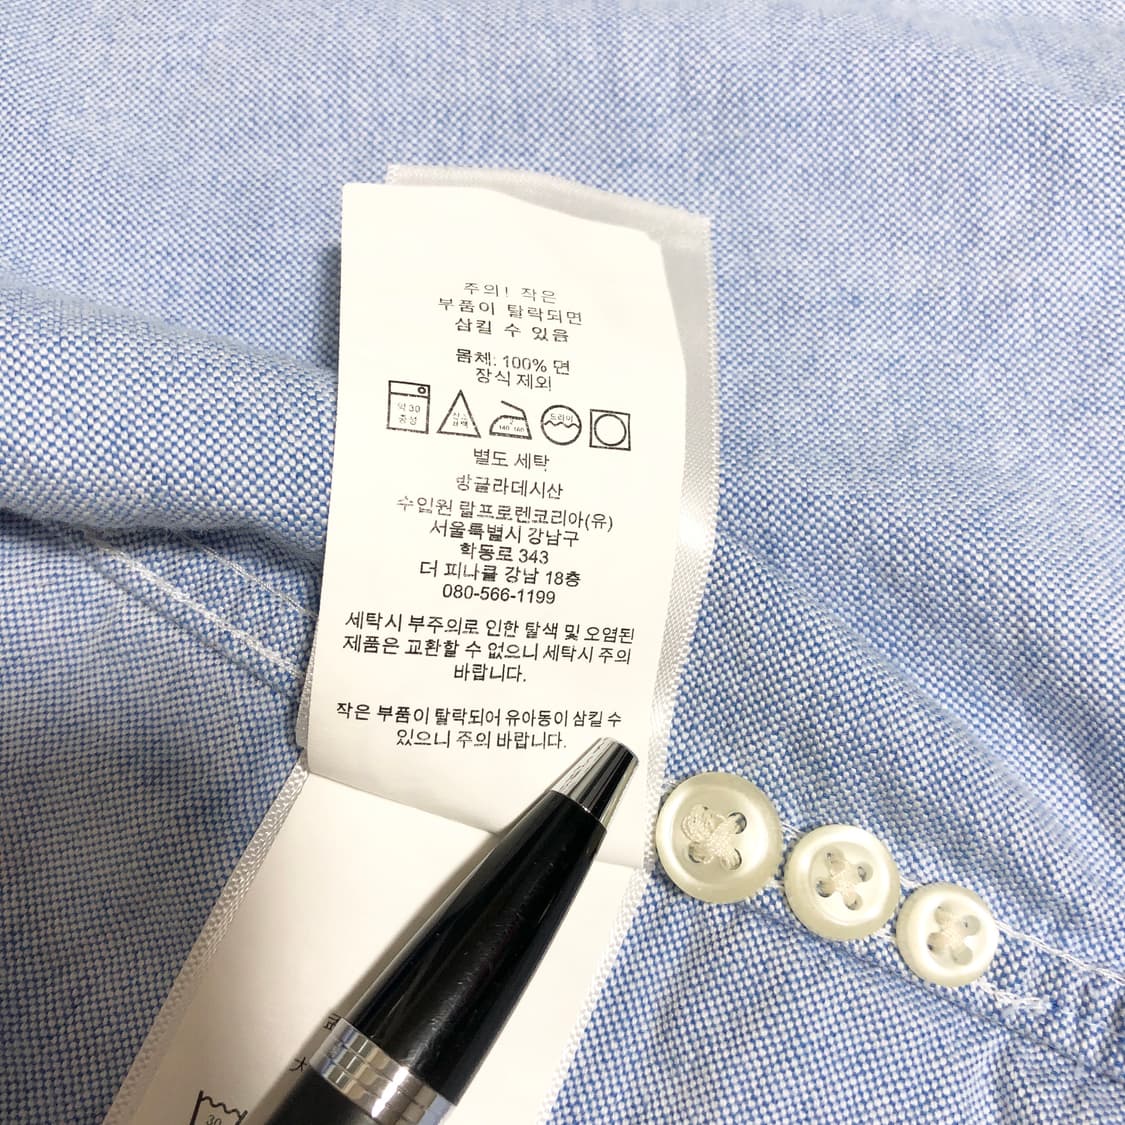 주의! 작은
부품이 탈락되면
삼킬 수 있음
몸체: 100% 면
장식 제외
약 30
중성
산소
표백
2
140 160
드라이
별도 세탁
방글라데시산
수입원 랄프로렌코리아(유)
서울특별시 강남구
학동로 343
더 피나클 강남 18층
080-566-1199
세탁시 부주의로 인한 탈색 및 오염된
제품은 교환할 수 없으니 세탁시 주의
바랍니다.
작은 부품이 탈락되어 유아동이 삼킬 수
있으니 주의 바랍니다.
30